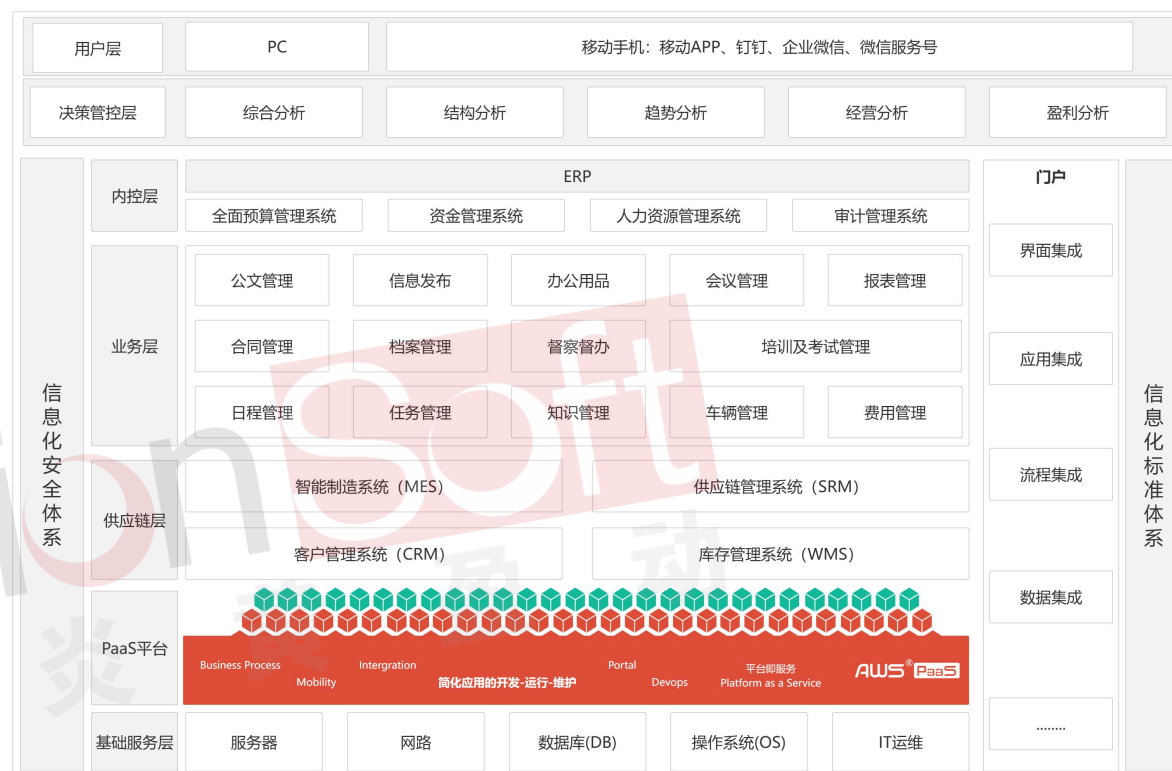 用户层
PC
移动手机：移动APP、钉钉、企业微信、微信服务号
决策管控层
综合分析
结构分析
趋势分析
经营分析
盈利分析
信息化安全体系
内控层
ERP
全面预算管理系统
资金管理系统
人力资源管理系统
审计管理系统
业务层
公文管理
信息发布
办公用品
会议管理
报表管理
合同管理
档案管理
督察督办
培训及考试管理
日程管理
任务管理
知识管理
车辆管理
费用管理
供应链层
智能制造系统（MES）
供应链管理系统（SRM）
客户管理系统（CRM）
库存管理系统（WMS）
PaaS平台
Business Process
Mobility
Intergration
简化应用的开发-运行-维护
Portal
Devops
平台即服务
Platform as a Service
AWS® PaaS
基础服务层
服务器
网路
数据库(DB)
操作系统(OS)
IT运维
门户
界面集成
应用集成
流程集成
数据集成
........
信息化标准体系
ionSoft
炎黄盈动